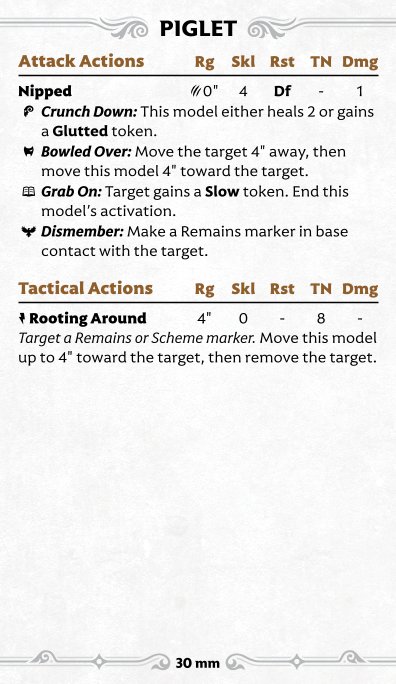 PIGLET
Attack Actions Rg Skl Rst TN Dmg
Nipped 0" 4 Df - 1
Crunch Down: This model either heals 2 or gains
a Glutted token.
Bowled Over: Move the target 4" away, then
move this model 4" toward the target.
Grab On: Target gains a Slow token. End this
model's activation.
Dismember: Make a Remains marker in base
contact with the target.
Tactical Actions Rg Skl Rst TN Dmg
Rooting Around 4" 0 - 8 -
Target a Remains or Scheme marker. Move this model
up to 4" toward the target, then remove the target.
30 mm